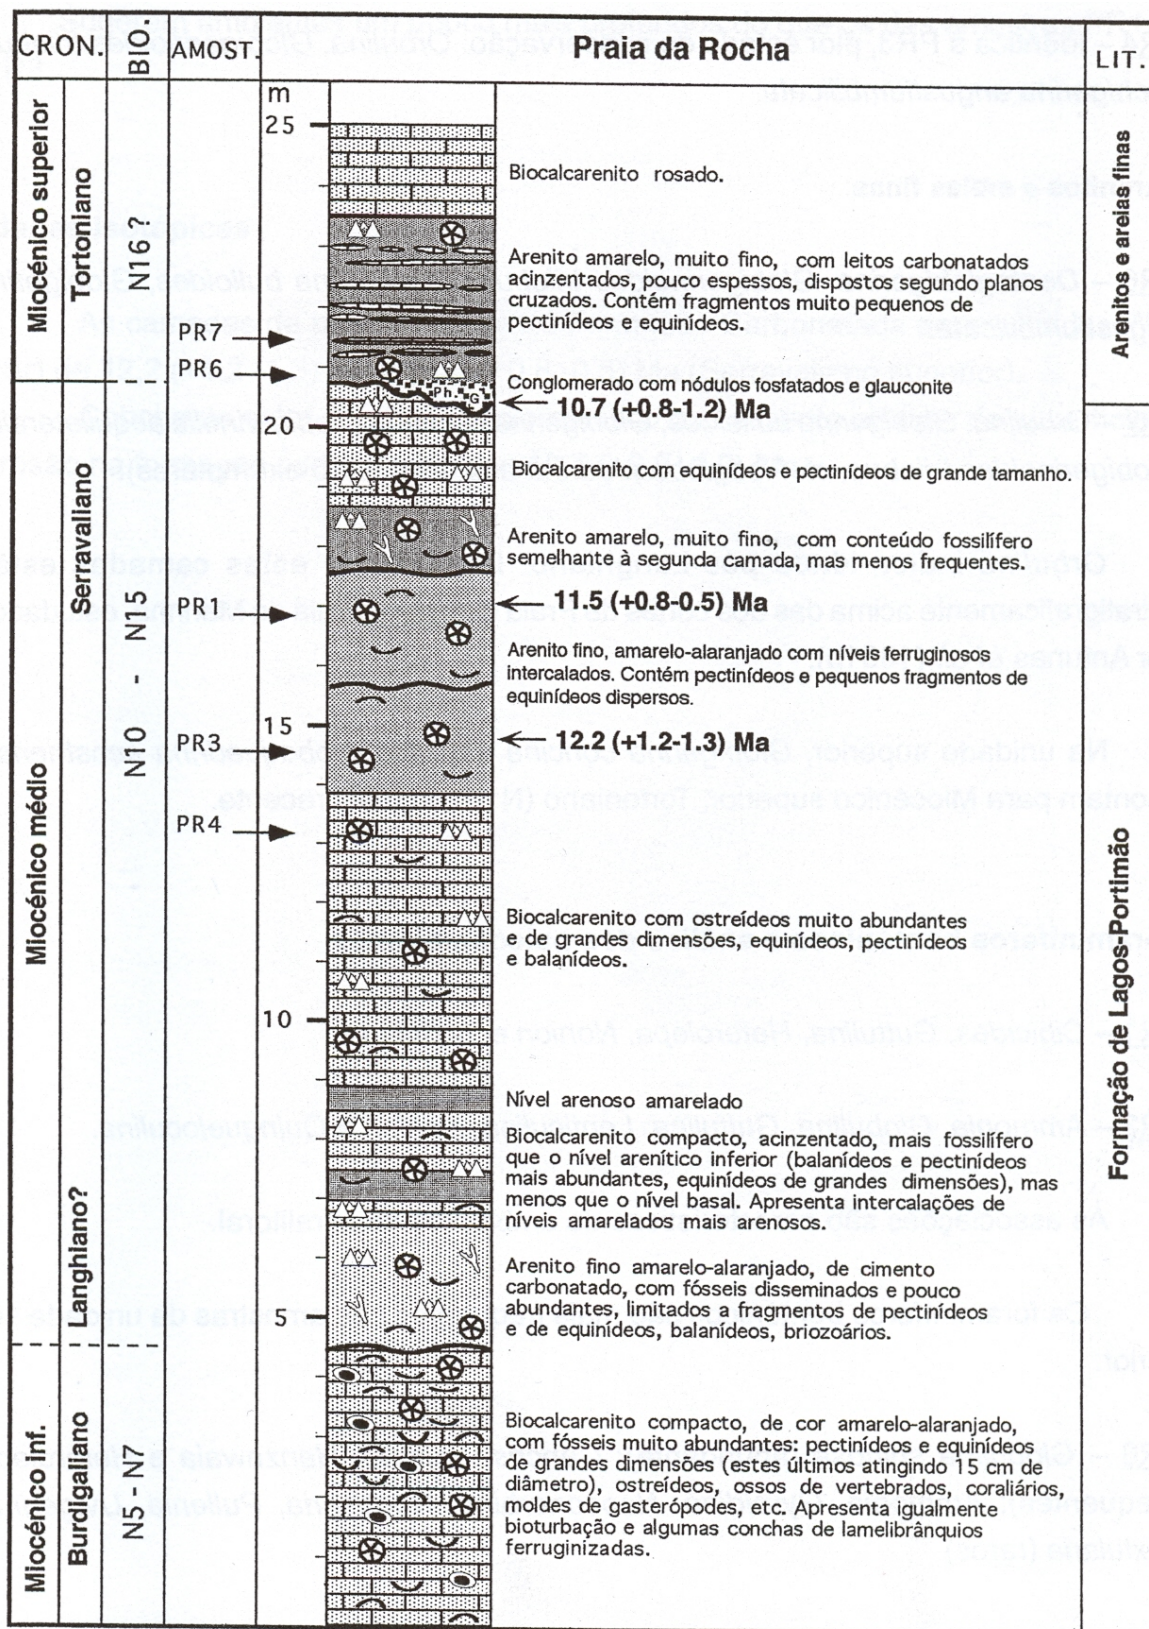 CRON.
BIO.
AMOST.
Praia da Rocha
LIT.
Miocénico superior
Tortoniano
N16?
Miocénico médio
Serravaliano
Langhiano?
N10 - N15
Miocénico inf.
Burdigaliano
N5-N7
PR7
PR6
PR1
PR3
PR4
m
25
20
15
10
5
Ph
G
Biocalcarenito rosado.
Arenito amarelo, muito fino, com leitos carbonatados
acinzentados, pouco espessos, dispostos segundo planos
cruzados. Contém fragmentos muito pequenos de
pectinídeos e equinídeos.
Conglomerado com nódulos fosfatados e glauconite
10.7 (+0.8-1.2) Ma
Biocalcarenito com equinídeos e pectinídeos de grande tamanho.
Arenito amarelo, muito fino, com conteúdo fossilífero
semelhante à segunda camada, mas menos frequentes.
11.5 (+0.8-0.5) Ma
Arenito fino, amarelo-alaranjado com níveis ferruginosos
intercalados. Contém pectinídeos e pequenos fragmentos de
equinídeos dispersos.
12.2 (+1.2-1.3) Ma
Biocalcarenito com ostreídeos muito abundantes
e de grandes dimensões, equinídeos, pectinídeos
e balanídeos.
Nível arenoso amarelado
Biocalcarenito compacto, acinzentado, mais fossilífero
que o nível arenítico inferior (balanídeos e pectinídeos
mais abundantes, equinídeos de grandes dimensões), mas
menos que o nível basal. Apresenta intercalações de
níveis amarelados mais arenosos.
Arenito fino amarelo-alaranjado, de cimento
carbonatado, com fósseis disseminados e pouco
abundantes, limitados a fragmentos de pectinídeos
e de equinídeos, balanídeos, briozoários.
Biocalcarenito compacto, de cor amarelo-alaranjado,
com fósseis muito abundantes: pectinídeos e equinídeos
de grandes dimensões (estes últimos atingindo 15 cm de
diâmetro), ostreídeos, ossos de vertebrados, coraliários,
moldes de gasterópodes, etc. Apresenta igualmente
bioturbação e algumas conchas de lamelibrânquios
ferruginizadas.
Arenitos e areias finas
Formação de Lagos-Portimão